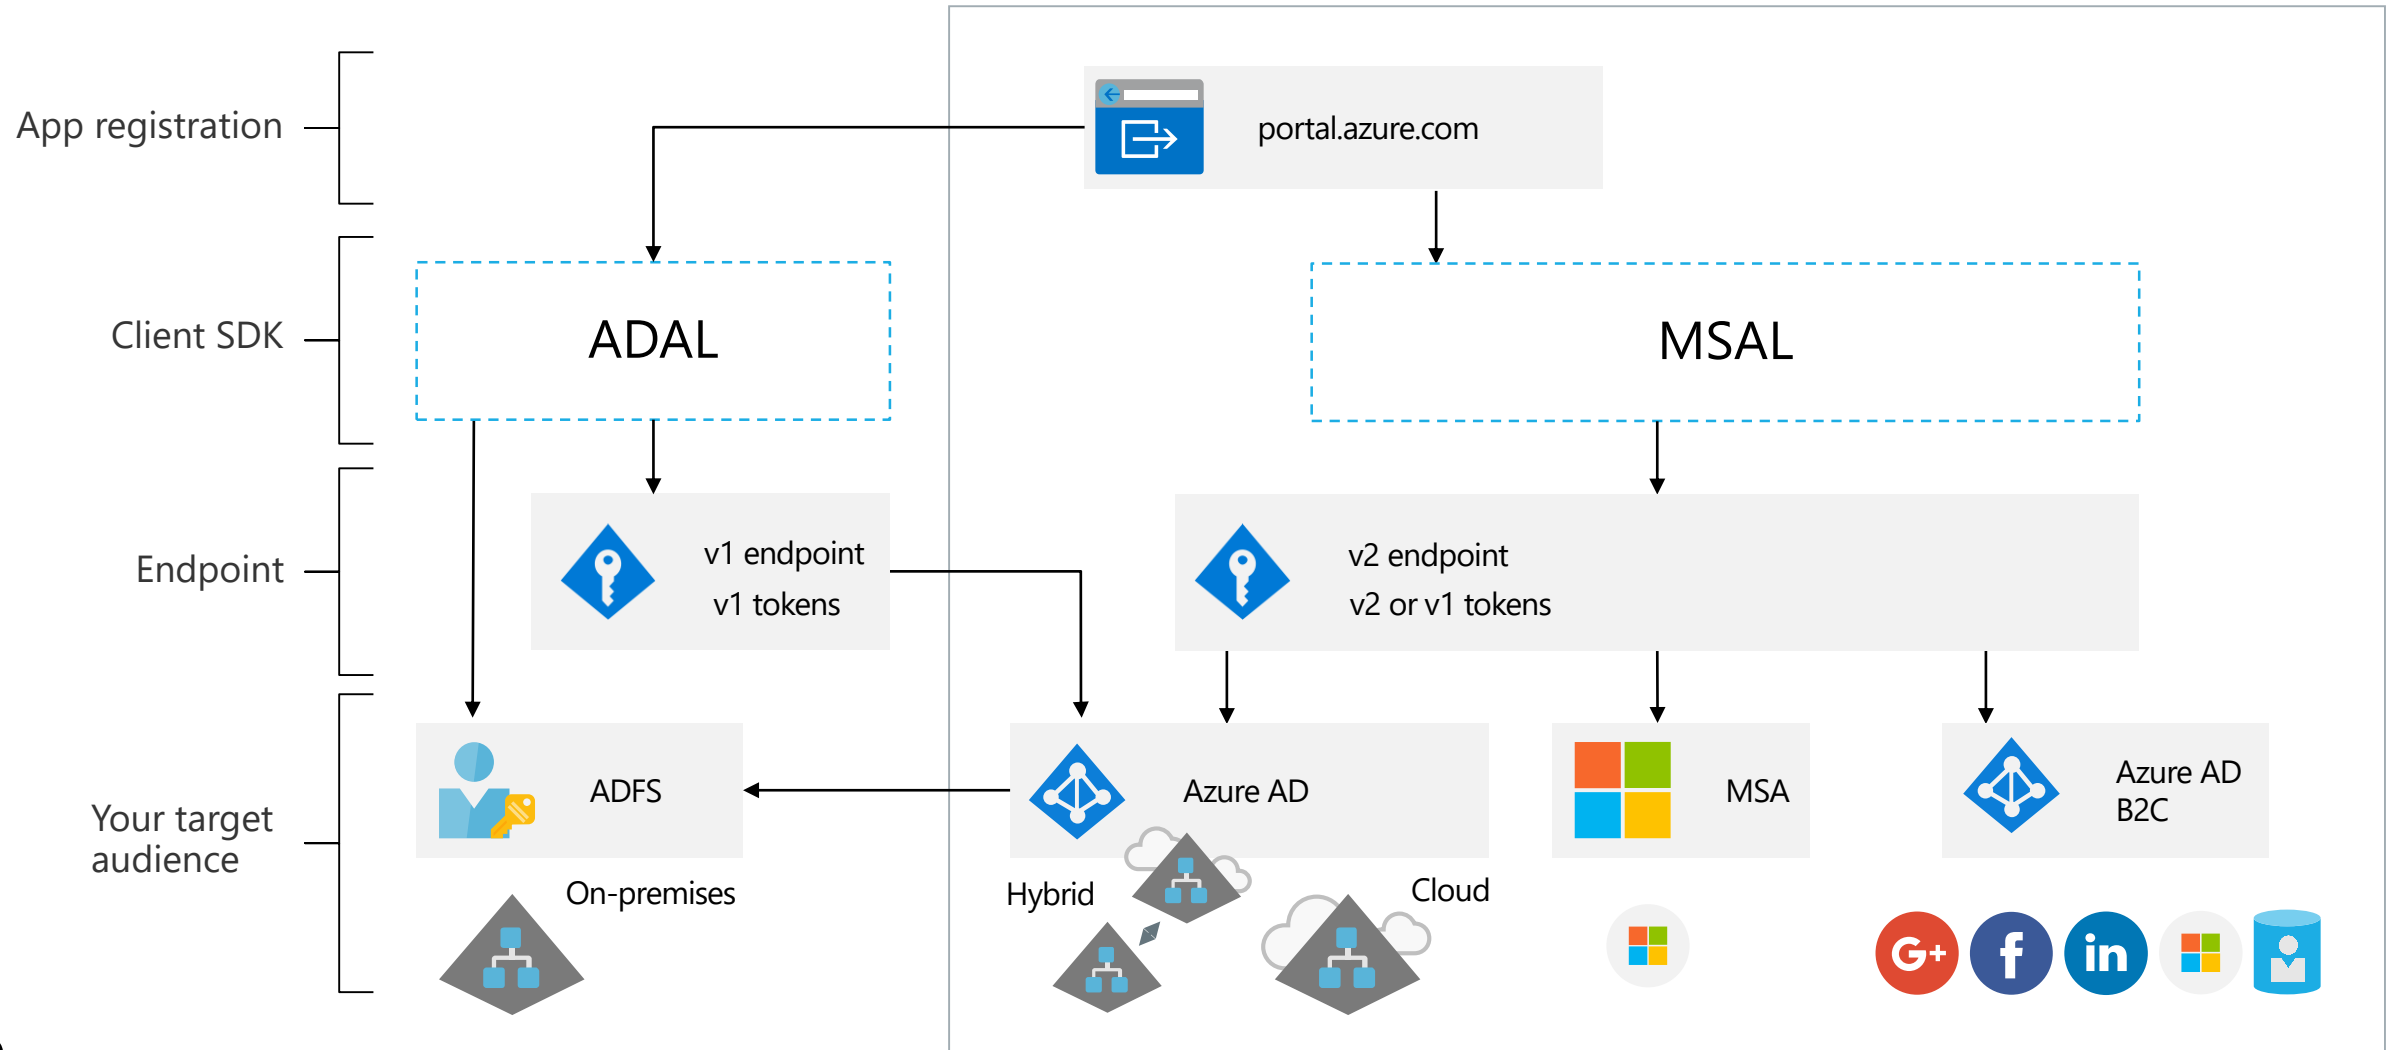 App registration
portal.azure.com
Client SDK
ADAL
MSAL
Endpoint
v1 endpoint
v1 tokens
v2 endpoint
v2 or v1 tokens
Your target
audience
ADFS
Azure AD
MSA
Azure AD
B2C
On-premises
Hybrid
Cloud
G+
f
in